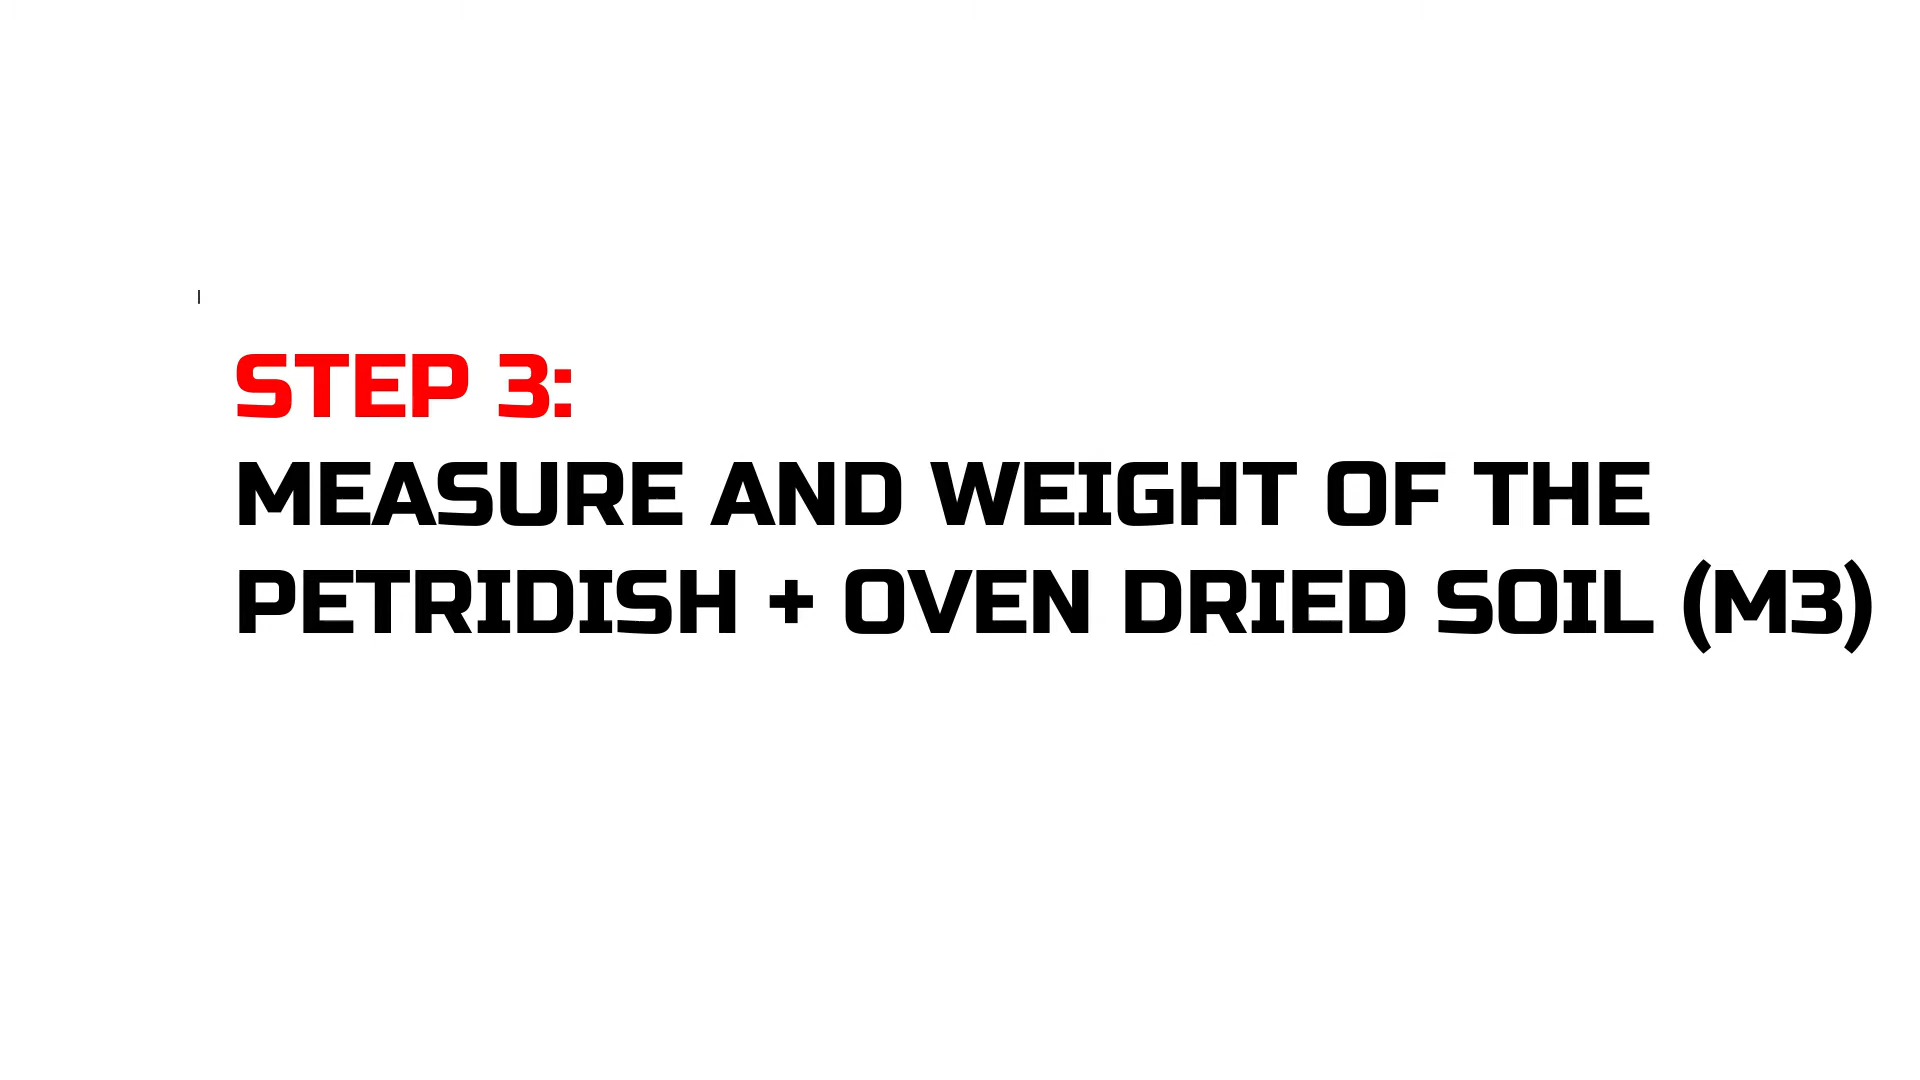 STEP 3:
MEASURE AND WEIGHT OF THE
PETRIDISH + OVEN DRIED SOIL (M3)